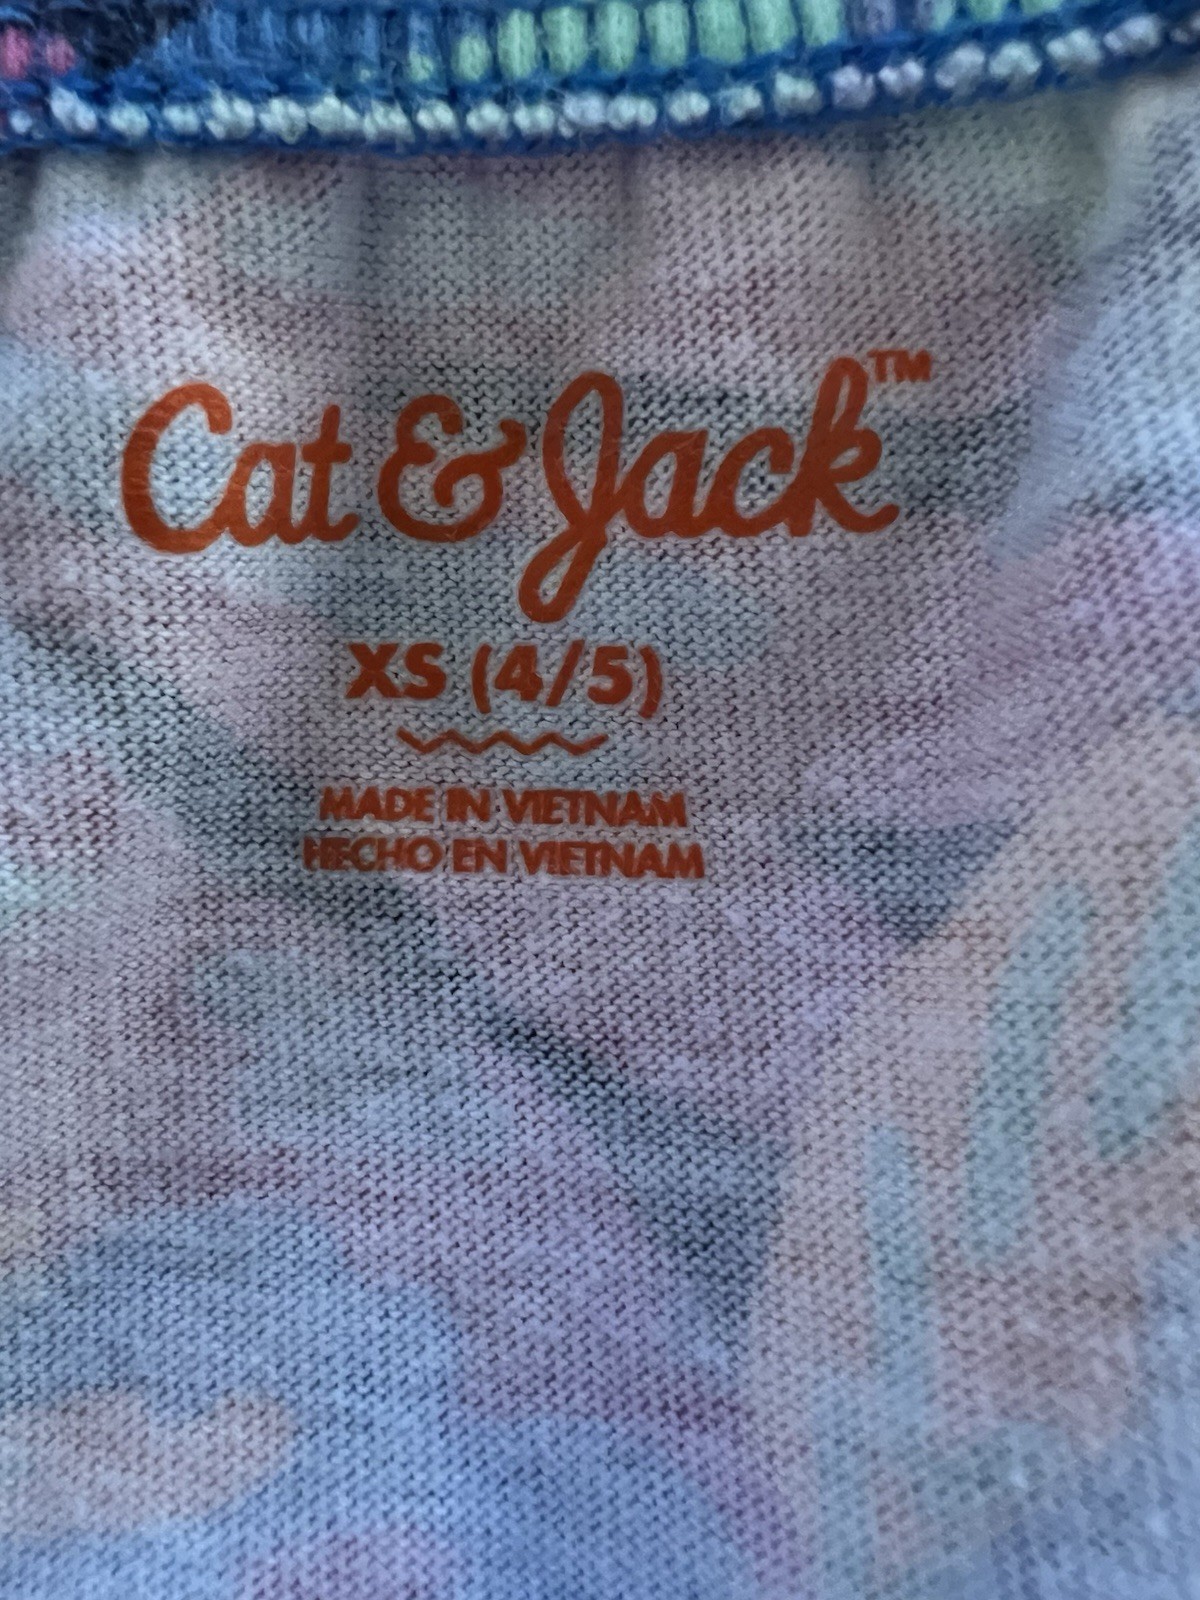 Cat & Jack™
XS (4/5)
MADE IN VIETNAM
HECHO EN VIETNAM